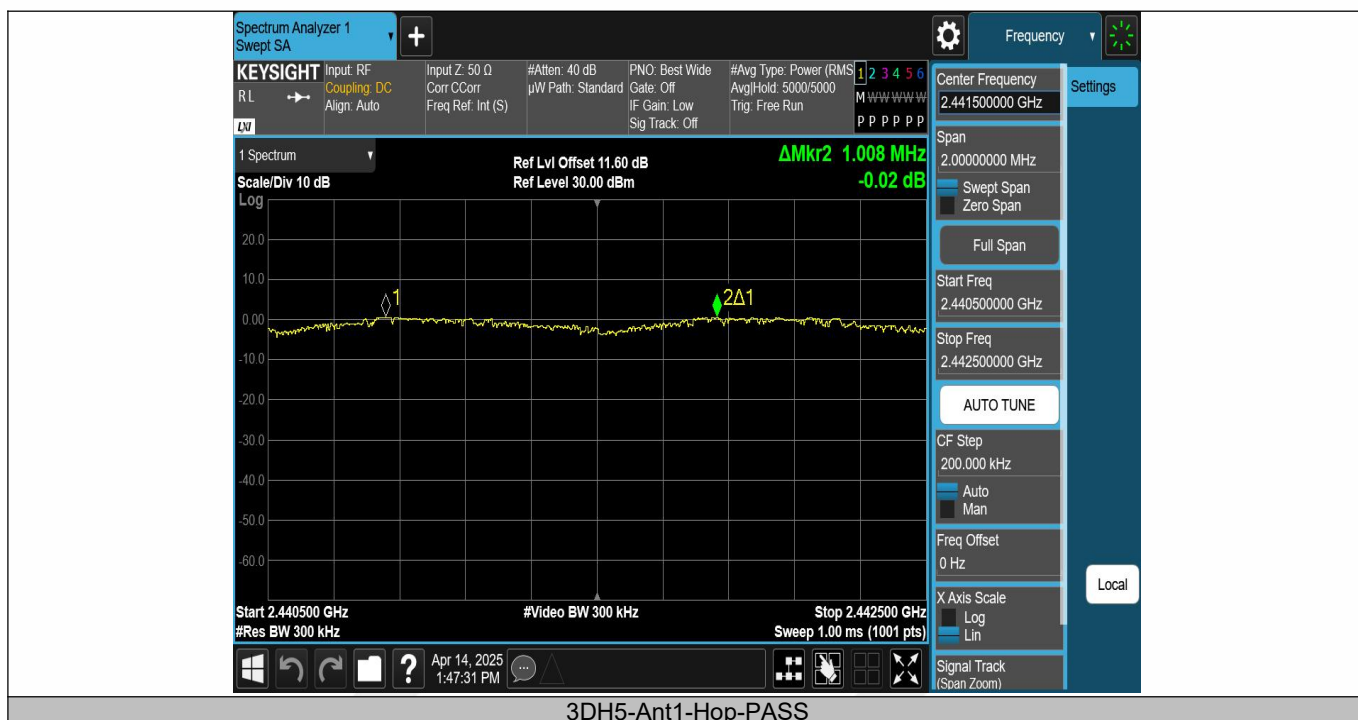 Spectrum Analyzer 1
Swept SA
+
Frequency
KEYSIGHT
RL
LXI
Input: RF
Coupling: DC
Align: Auto
Input Z: 50 Ω
Corr CCorr
Freq Ref: Int (S)
#Atten: 40 dB
µW Path: Standard
PNO: Best Wide
Gate: Off
IF Gain: Low
Sig Track: Off
#Avg Type: Power (RMS
Avg|Hold: 5000/5000
Trig: Free Run
1 2 3 4 5 6
M W W W W W
P P P P P P
1 Spectrum
Scale/Div 10 dB
Log
Ref Lvl Offset 11.60 dB
Ref Level 30.00 dBm
ΔMkr2 1.008 MHz
-0.02 dB
20.0
10.0
0.00
-10.0
-20.0
-30.0
-40.0
-50.0
-60.0
1
2Δ1
Start 2.440500 GHz
#Res BW 300 kHz
#Video BW 300 kHz
Stop 2.442500 GHz
Sweep 1.00 ms (1001 pts)
Center Frequency
2.441500000 GHz
Settings
Span
2.00000000 MHz
Swept Span
Zero Span
Full Span
Start Freq
2.440500000 GHz
Stop Freq
2.442500000 GHz
AUTO TUNE
CF Step
200.000 kHz
Auto
Man
Freq Offset
0 Hz
X Axis Scale
Log
Lin
Local
Signal Track
(Span Zoom)
?
Apr 14, 2025
1:47:31 PM
3DH5-Ant1-Hop-PASS